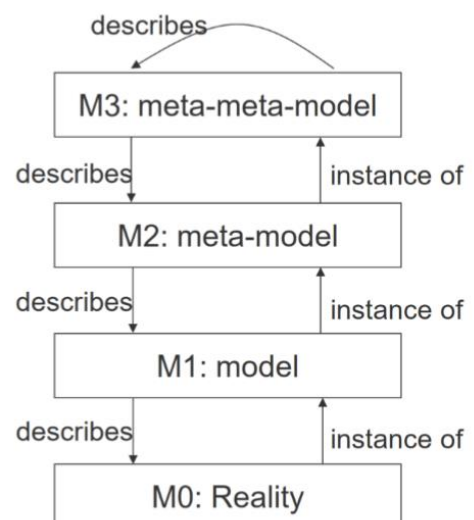 describes
M3: meta-meta-model
describes
instance of
M2: meta-model
describes
instance of
M1: model
describes
instance of
M0: Reality